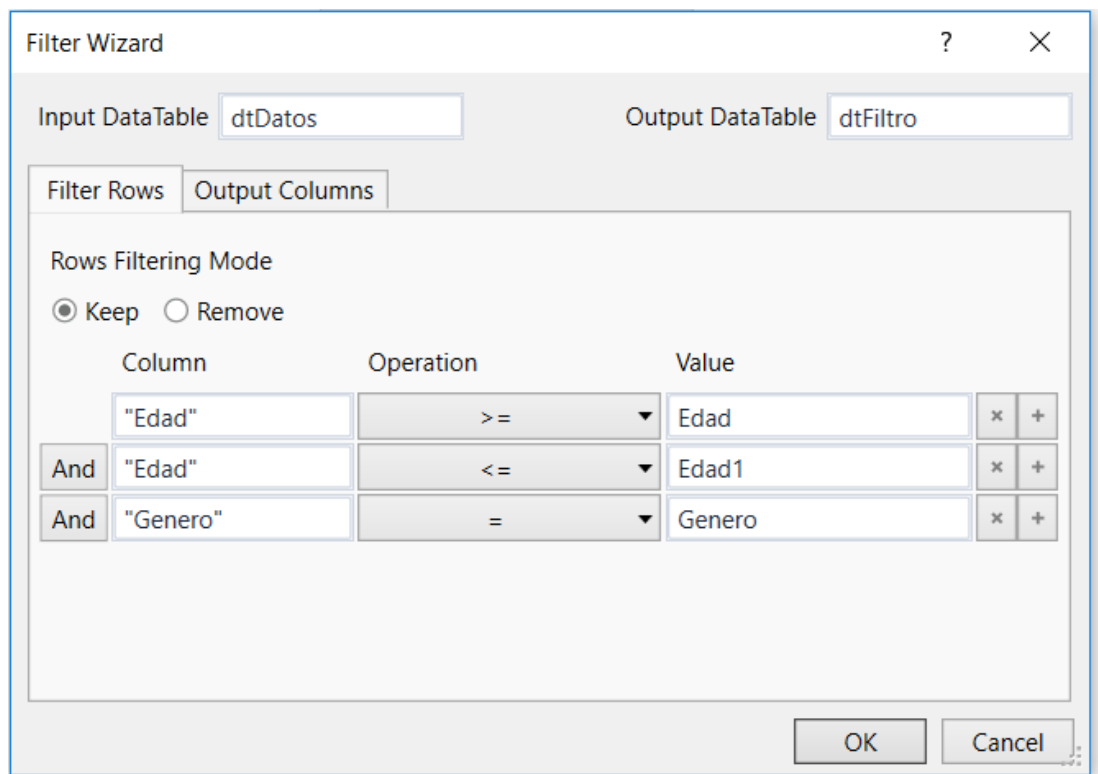 Filter Wizard ? ×
Input DataTable dtDatos Output DataTable dtFiltro
Filter Rows Output Columns
Rows Filtering Mode
Keep Remove
Column Operation Value
"Edad" >= Edad × +
And "Edad" <= Edad1 × +
And "Genero" = Genero × +
OK Cancel